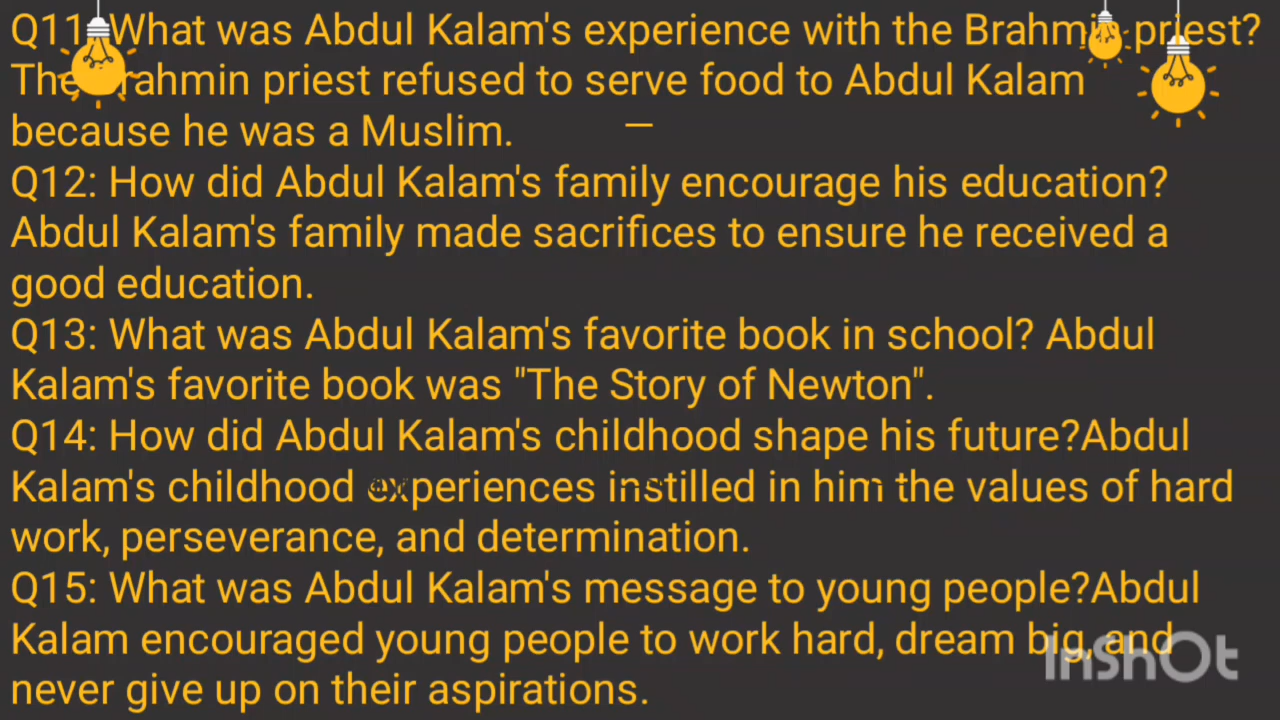 Q11: What was Abdul Kalam's experience with the Brahmin priest?
The Brahmin priest refused to serve food to Abdul Kalam
because he was a Muslim.
Q12: How did Abdul Kalam's family encourage his education?
Abdul Kalam's family made sacrifices to ensure he received a
good education.
Q13: What was Abdul Kalam's favorite book in school? Abdul
Kalam's favorite book was "The Story of Newton".
Q14: How did Abdul Kalam's childhood shape his future?Abdul
Kalam's childhood experiences instilled in him the values of hard
work, perseverance, and determination.
Q15: What was Abdul Kalam's message to young people?Abdul
Kalam encouraged young people to work hard, dream big, and
never give up on their aspirations.
InShOt